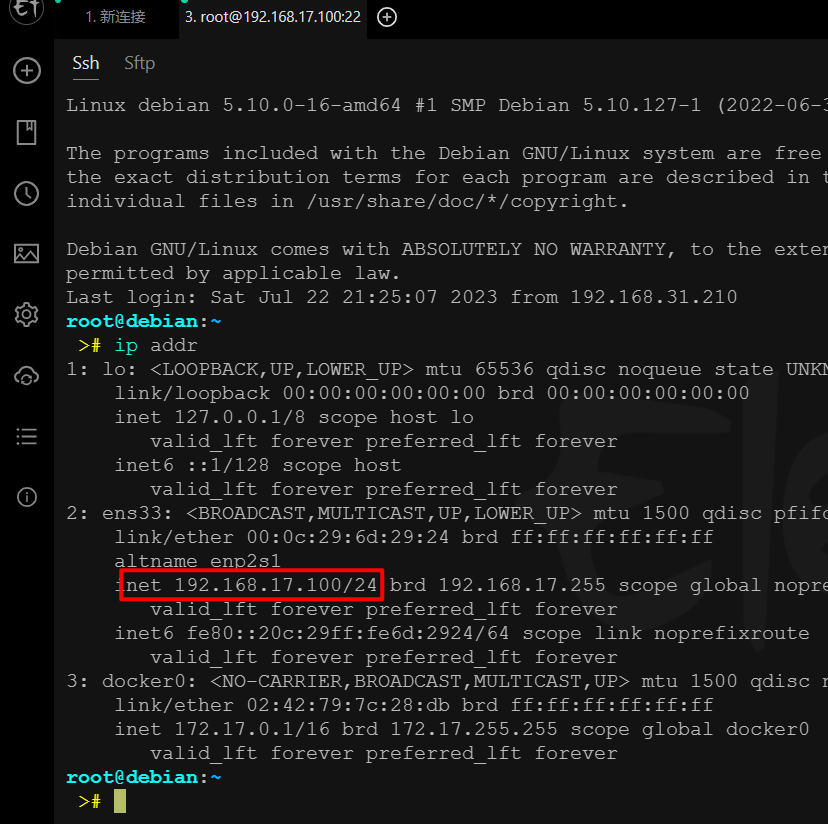 1. 新连接
3. root@192.168.17.100:22
Ssh
Sftp
Linux debian 5.10.0-16-amd64 #1 SMP Debian 5.10.127-1 (2022-06-3
The programs included with the Debian GNU/Linux system are free
the exact distribution terms for each program are described in t
individual files in /usr/share/doc/*/copyright.
Debian GNU/Linux comes with ABSOLUTELY NO WARRANTY, to the exten
permitted by applicable law.
Last login: Sat Jul 22 21:25:07 2023 from 192.168.31.210
root@debian:~
># ip addr
1: lo: <LOOPBACK,UP,LOWER_UP> mtu 65536 qdisc noqueue state UNKN
link/loopback 00:00:00:00:00:00 brd 00:00:00:00:00:00
inet 127.0.0.1/8 scope host lo
valid_lft forever preferred_lft forever
inet6 ::1/128 scope host
valid_lft forever preferred_lft forever
2: ens33: <BROADCAST,MULTICAST,UP,LOWER_UP> mtu 1500 qdisc pfifo
link/ether 00:0c:29:6d:29:24 brd ff:ff:ff:ff:ff:ff
altname enp2s1
inet 192.168.17.100/24 brd 192.168.17.255 scope global nopre
valid_lft forever preferred_lft forever
inet6 fe80::20c:29ff:fe6d:2924/64 scope link noprefixroute
valid_lft forever preferred_lft forever
3: docker0: <NO-CARRIER,BROADCAST,MULTICAST,UP> mtu 1500 qdisc n
link/ether 02:42:79:7c:28:db brd ff:ff:ff:ff:ff:ff
inet 172.17.0.1/16 brd 172.17.255.255 scope global docker0
valid_lft forever preferred_lft forever
root@debian:~
>#